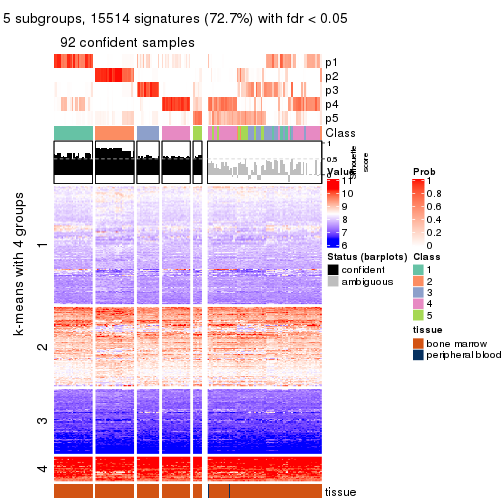 5 subgroups, 15514 signatures (72.7%) with fdr < 0.05
92 confident samples
p1
p2
p3
p4
p5
Class
1
0.5
0
silhouette
score
k-means with 4 groups
1
2
3
4
tissue
Value
11
10
9
8
7
6
Prob
1
0.8
0.6
0.4
0.2
0
Status (barplots)
confident
ambiguous
Class
1
2
3
4
5
tissue
bone marrow
peripheral blood